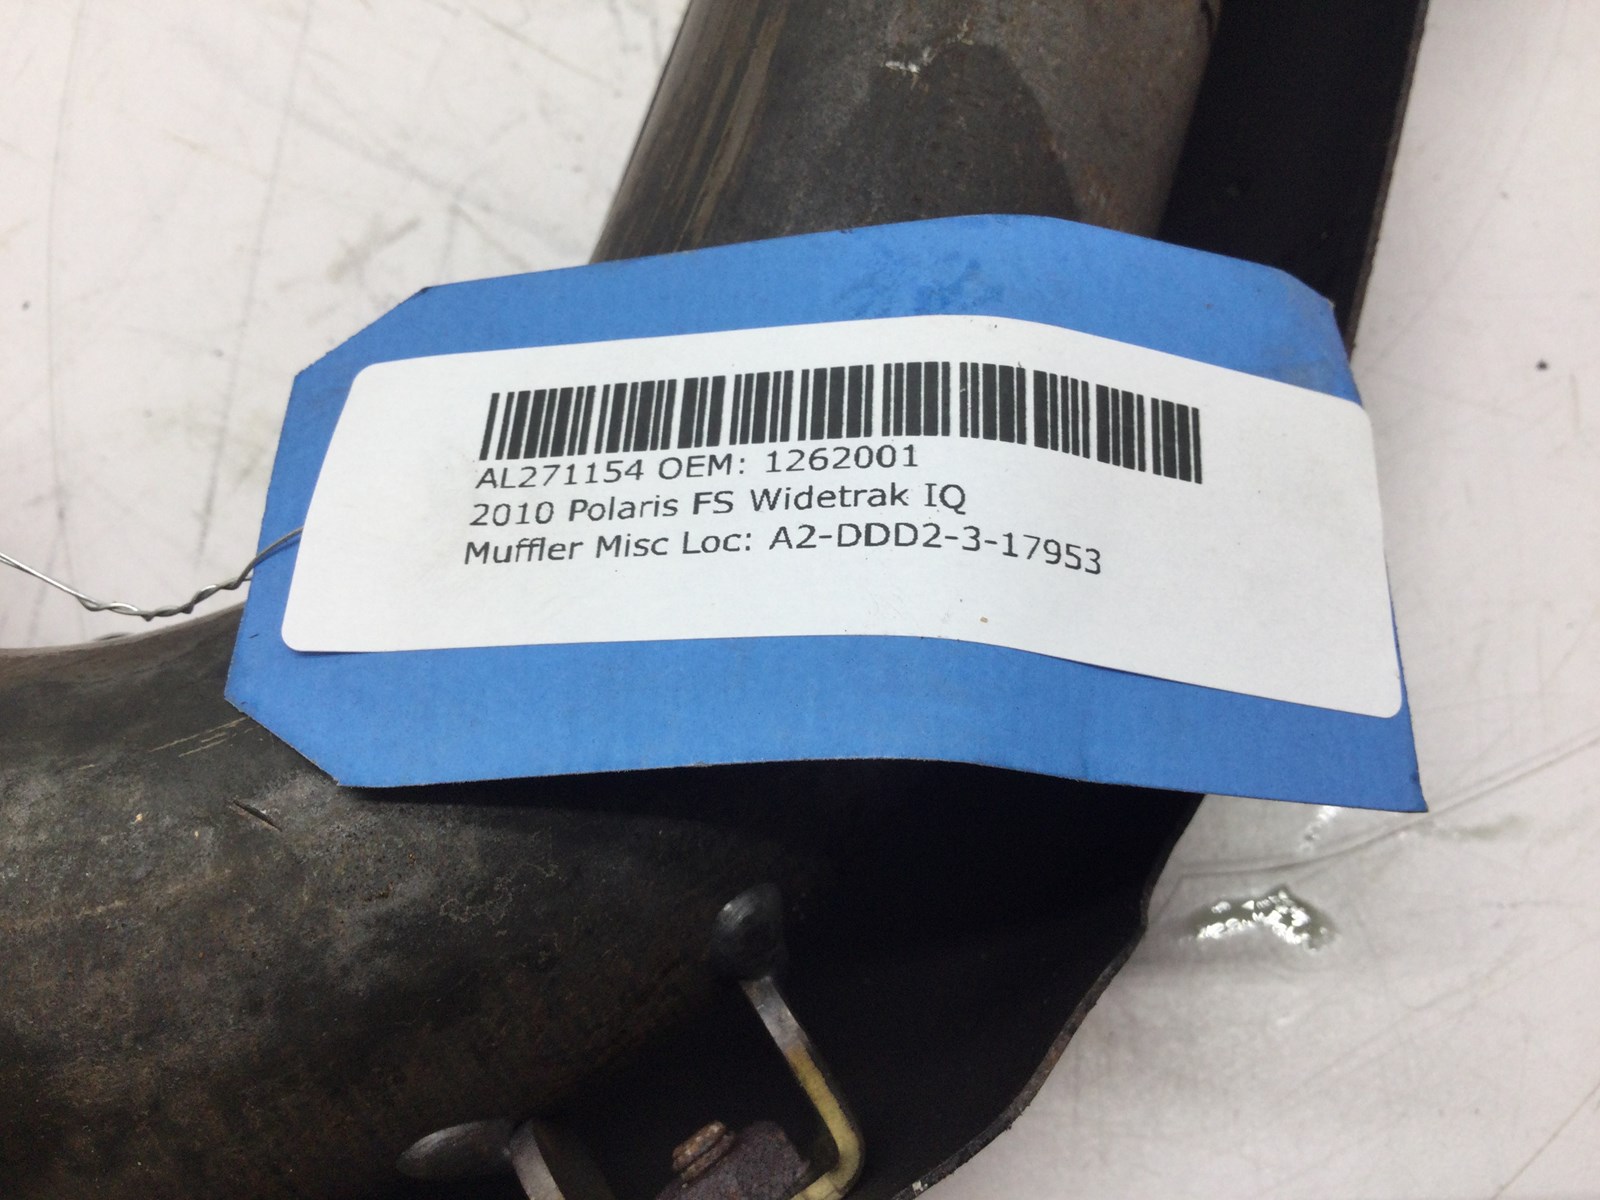 AL271154 OEM: 1262001
2010 Polaris FS Widetrak IQ
Muffler Misc Loc: A2-DDD2-3-17953